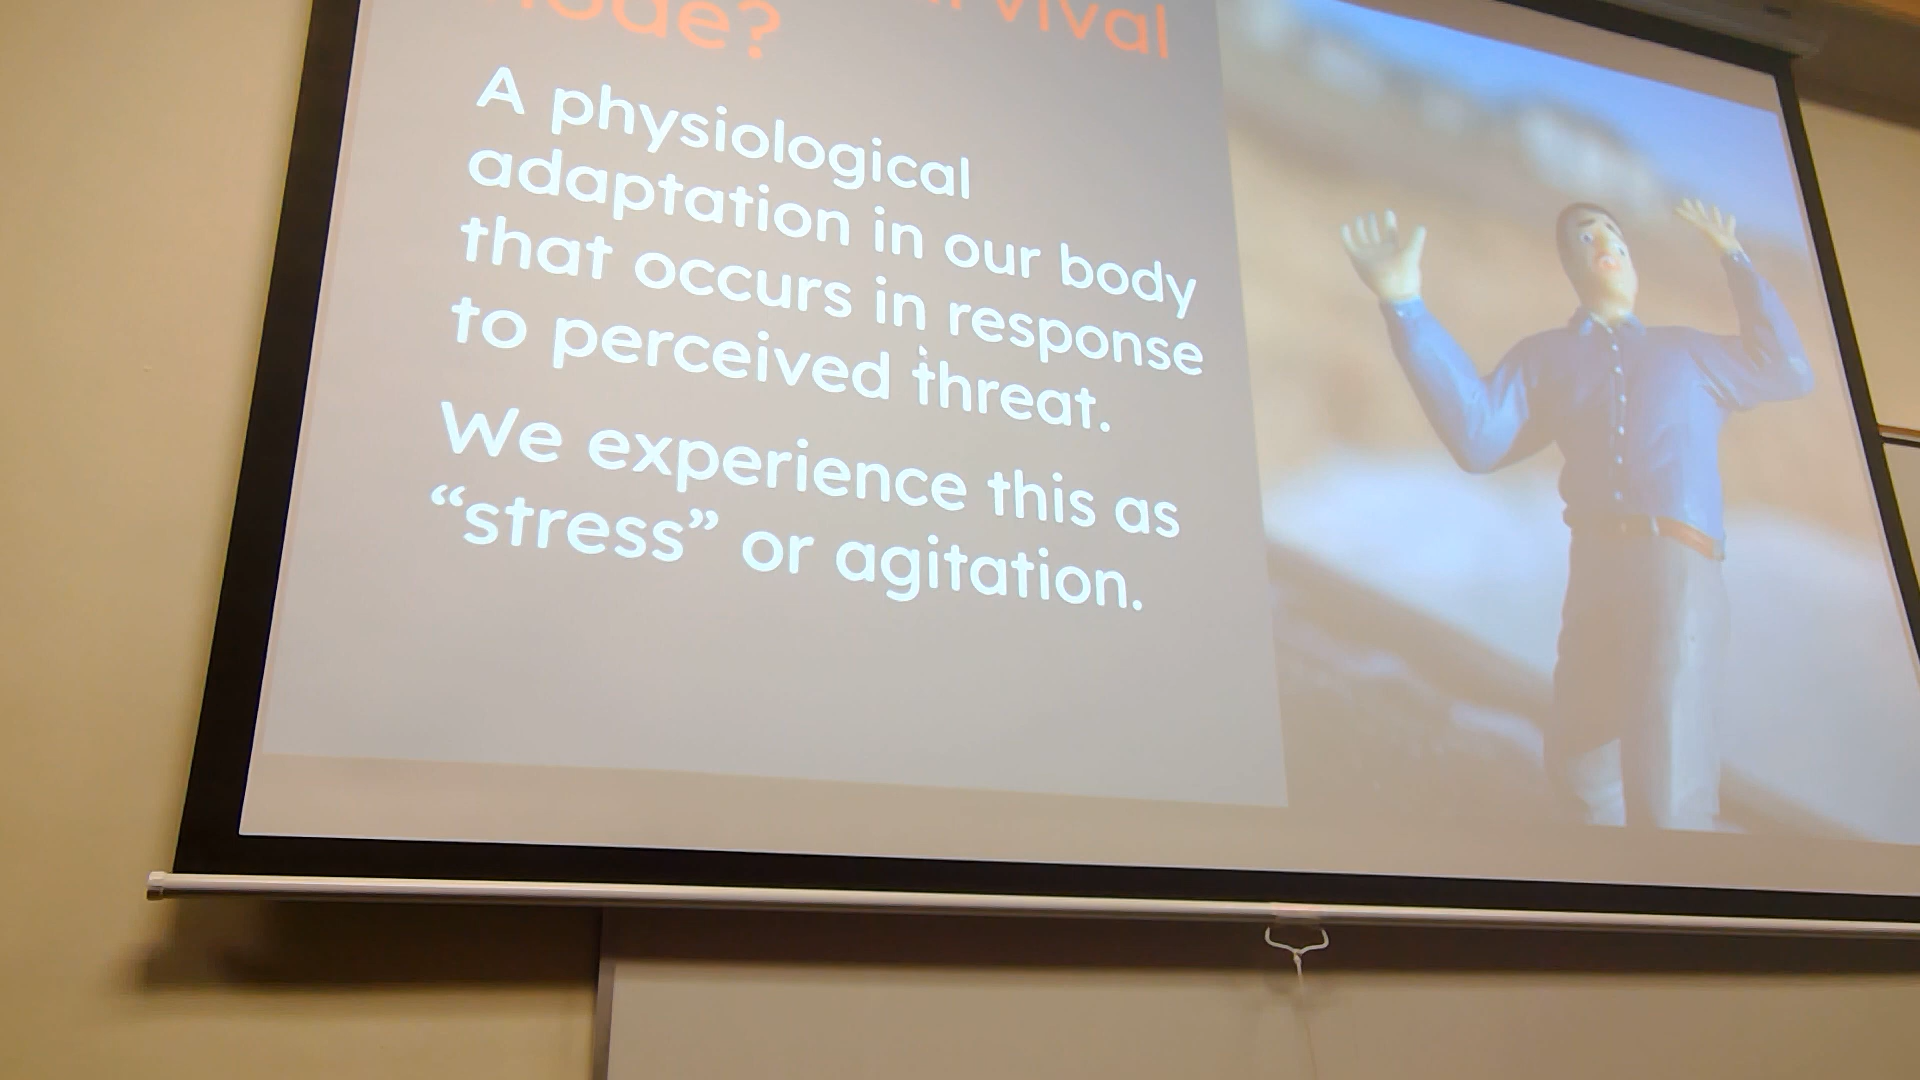 A physiological
adaptation in our body
that occurs in response
to perceived threat.
We experience this as
“stress” or agitation.